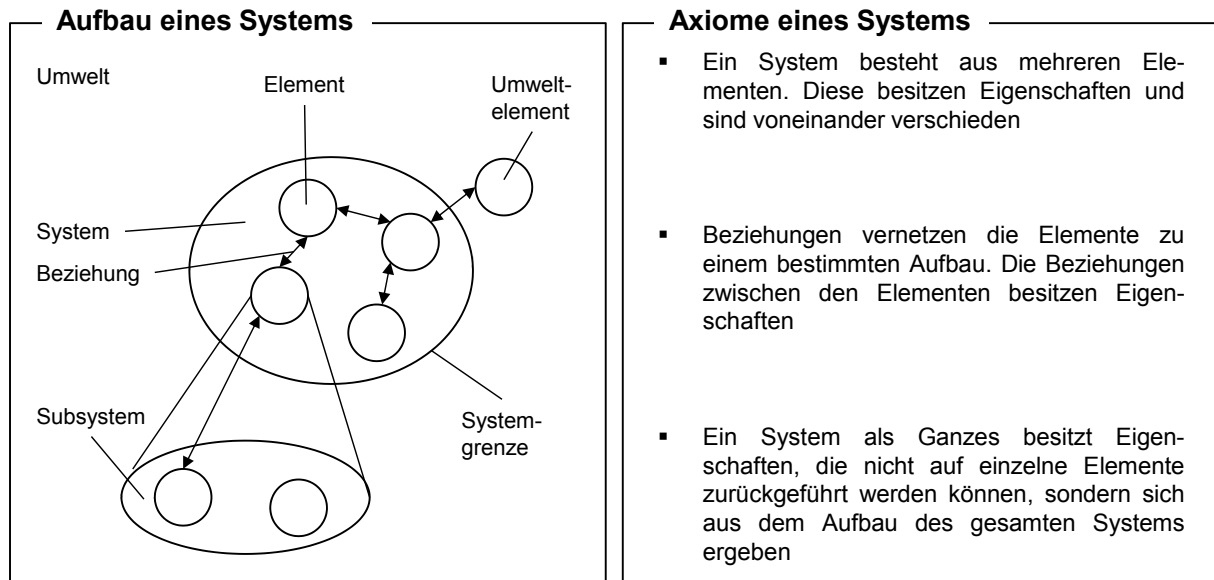 Aufbau eines Systems
Umwelt
Element
Umwelt-
element
System
Beziehung
Subsystem
System-
grenze
Axiome eines Systems
▪ Ein System besteht aus mehreren Ele-
menten. Diese besitzen Eigenschaften und
sind voneinander verschieden
▪ Beziehungen vernetzen die Elemente zu
einem bestimmten Aufbau. Die Beziehungen
zwischen den Elementen besitzen Eigen-
schaften
▪ Ein System als Ganzes besitzt Eigen-
schaften, die nicht auf einzelne Elemente
zurückgeführt werden können, sondern sich
aus dem Aufbau des gesamten Systems
ergeben